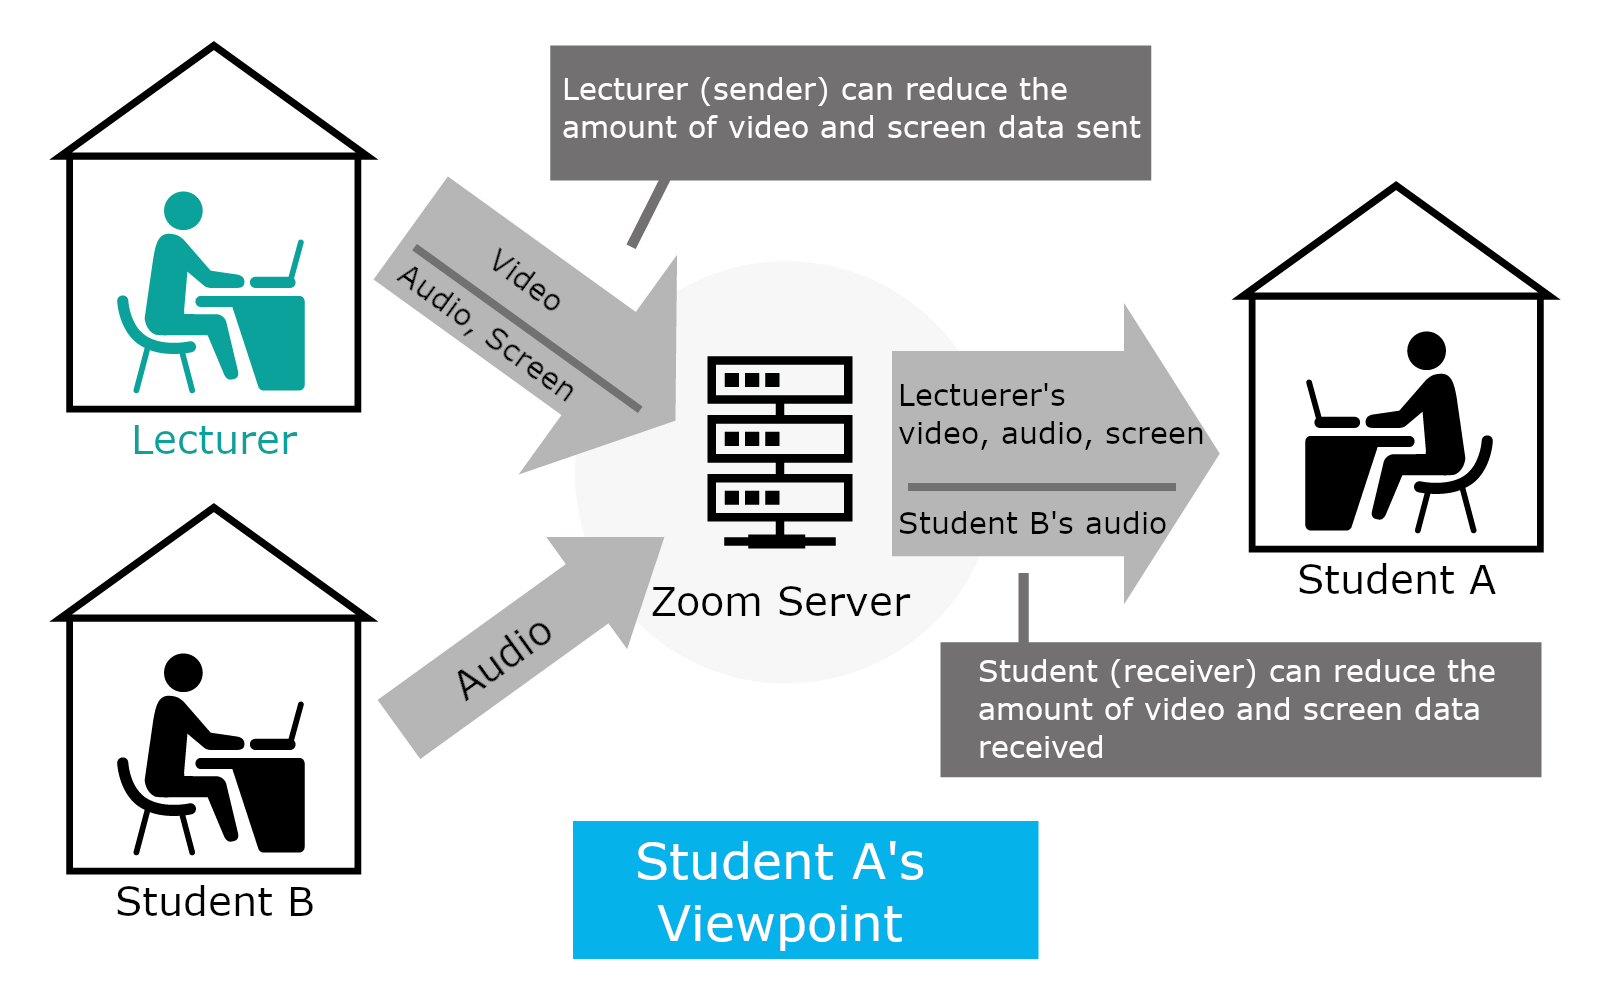 Lecturer (sender) can reduce the
amount of video and screen data sent
Video
Audio, Screen
Lecturer
Lectuerer's
video, audio, screen
Student B's audio
Zoom Server
Student A
Audio
Student (receiver) can reduce the
amount of video and screen data
received
Student B
Student A's
Viewpoint